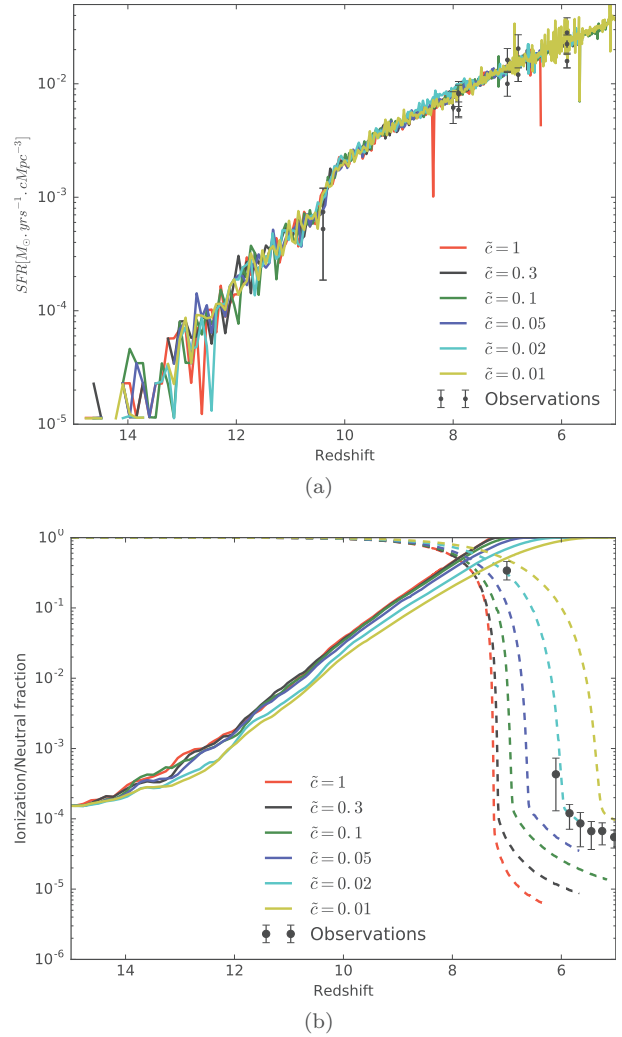 10^{-2}
10^{-3}
10^{-4}
10^{-5}
SFR[M_⊙.yrs^{-1}.cMpc^{-3}]
c̃ = 1
c̃ = 0.3
c̃ = 0.1
c̃ = 0.05
c̃ = 0.02
c̃ = 0.01
Observations
14 12 10 8 6
Redshift
(a)
10^0
10^{-1}
10^{-2}
10^{-3}
10^{-4}
10^{-5}
10^{-6}
Ionization/Neutral fraction
c̃ = 1
c̃ = 0.3
c̃ = 0.1
c̃ = 0.05
c̃ = 0.02
c̃ = 0.01
Observations
14 12 10 8 6
Redshift
(b)